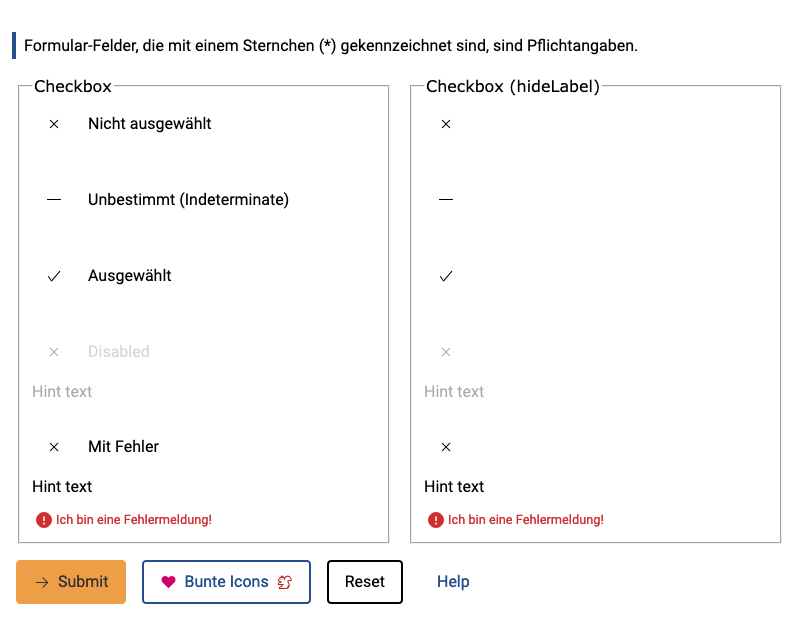 Formular-Felder, die mit einem Sternchen (*) gekennzeichnet sind, sind Pflichtangaben.
Checkbox
Nicht ausgewählt
Unbestimmt (Indeterminate)
Ausgewählt
Disabled
Hint text
Mit Fehler
Hint text
Ich bin eine Fehlermeldung!
Checkbox (hideLabel)
Hint text
Hint text
Ich bin eine Fehlermeldung!
Submit
Bunte Icons
Reset
Help